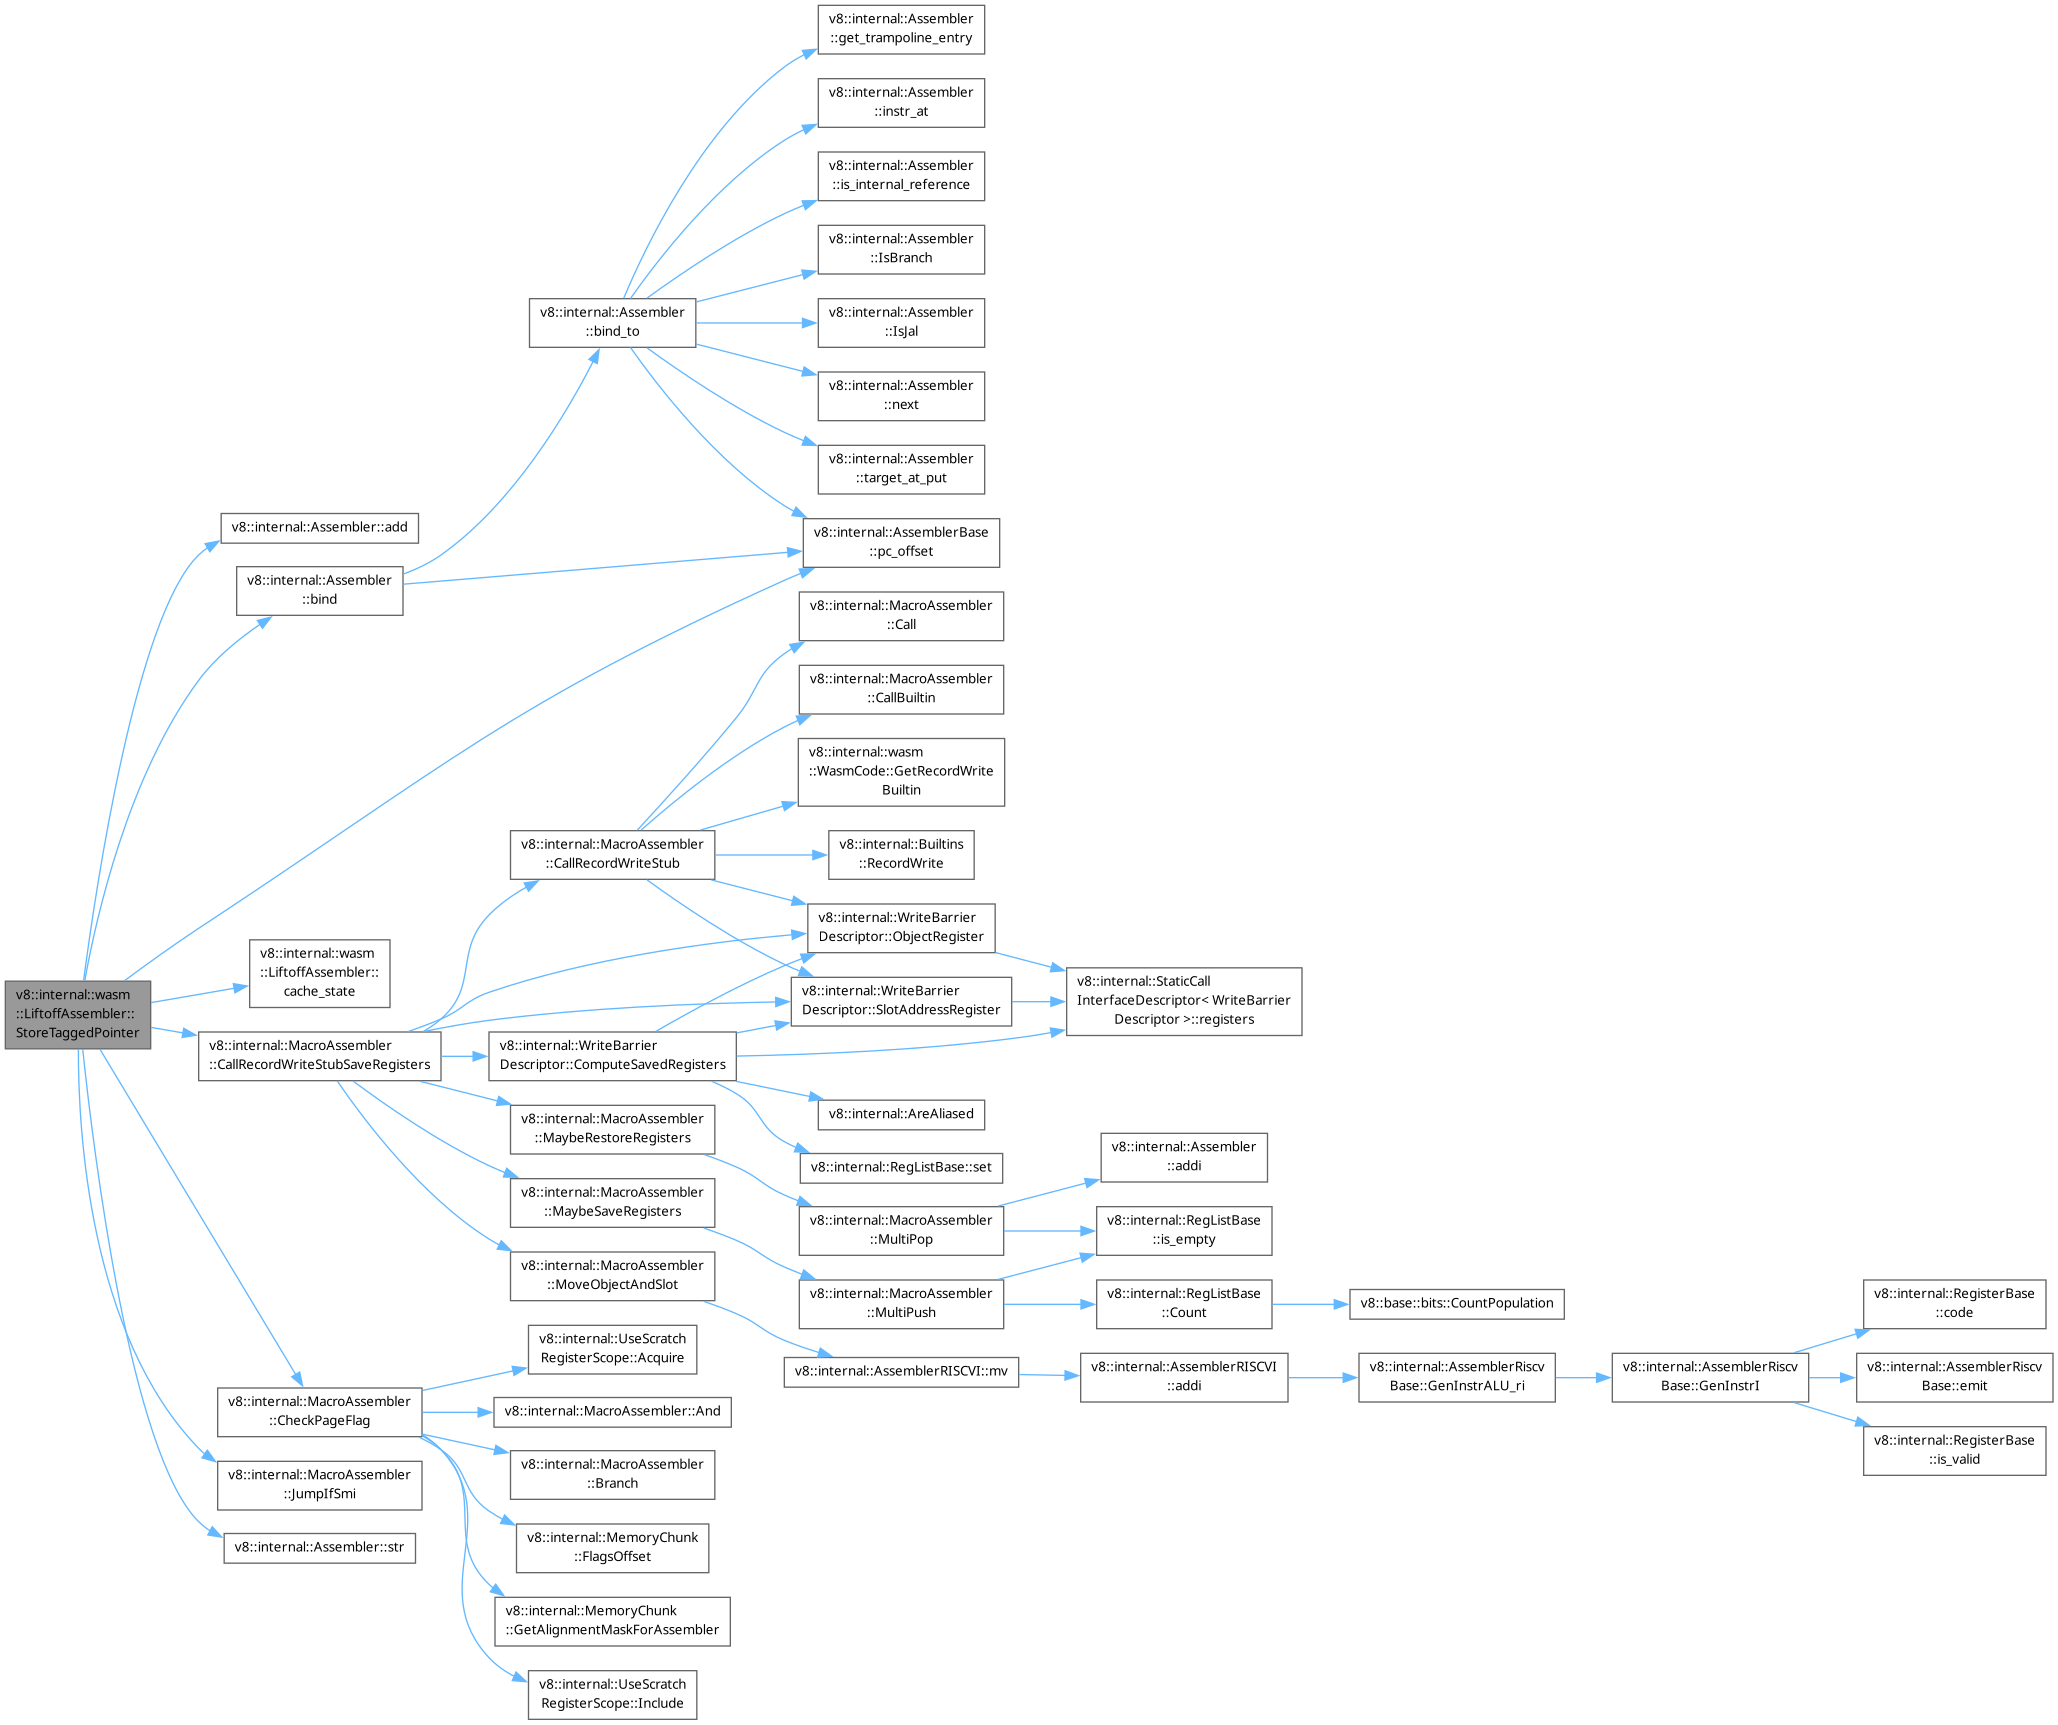 v8::internal::wasm
::LiftoffAssembler::
StoreTaggedPointer
v8::internal::Assembler::add
v8::internal::Assembler
::bind
v8::internal::Assembler
::bind_to
v8::internal::Assembler
::get_trampoline_entry
v8::internal::Assembler
::instr_at
v8::internal::Assembler
::is_internal_reference
v8::internal::Assembler
::IsBranch
v8::internal::Assembler
::IsJal
v8::internal::Assembler
::next
v8::internal::Assembler
::target_at_put
v8::internal::AssemblerBase
::pc_offset
v8::internal::wasm
::LiftoffAssembler::
cache_state
v8::internal::MacroAssembler
::CallRecordWriteStubSaveRegisters
v8::internal::MacroAssembler
::CallRecordWriteStub
v8::internal::MacroAssembler
::Call
v8::internal::MacroAssembler
::CallBuiltin
v8::internal::wasm
::WasmCode::GetRecordWrite
Builtin
v8::internal::Builtins
::RecordWrite
v8::internal::WriteBarrier
Descriptor::ObjectRegister
v8::internal::WriteBarrier
Descriptor::SlotAddressRegister
v8::internal::StaticCall
InterfaceDescriptor< WriteBarrier
Descriptor >::registers
v8::internal::WriteBarrier
Descriptor::ComputeSavedRegisters
v8::internal::AreAliased
v8::internal::RegListBase::set
v8::internal::MacroAssembler
::MaybeRestoreRegisters
v8::internal::MacroAssembler
::MultiPop
v8::internal::Assembler
::addi
v8::internal::RegListBase
::is_empty
v8::internal::MacroAssembler
::MaybeSaveRegisters
v8::internal::MacroAssembler
::MultiPush
v8::internal::RegListBase
::Count
v8::base::bits::CountPopulation
v8::internal::MacroAssembler
::MoveObjectAndSlot
v8::internal::AssemblerRISCVI::mv
v8::internal::AssemblerRISCVI
::addi
v8::internal::AssemblerRiscv
Base::GenInstrALU_ri
v8::internal::AssemblerRiscv
Base::GenInstrI
v8::internal::RegisterBase
::code
v8::internal::AssemblerRiscv
Base::emit
v8::internal::RegisterBase
::is_valid
v8::internal::MacroAssembler
::CheckPageFlag
v8::internal::UseScratch
RegisterScope::Acquire
v8::internal::MacroAssembler::And
v8::internal::MacroAssembler
::Branch
v8::internal::MemoryChunk
::FlagsOffset
v8::internal::MemoryChunk
::GetAlignmentMaskForAssembler
v8::internal::UseScratch
RegisterScope::Include
v8::internal::MacroAssembler
::JumpIfSmi
v8::internal::Assembler::str